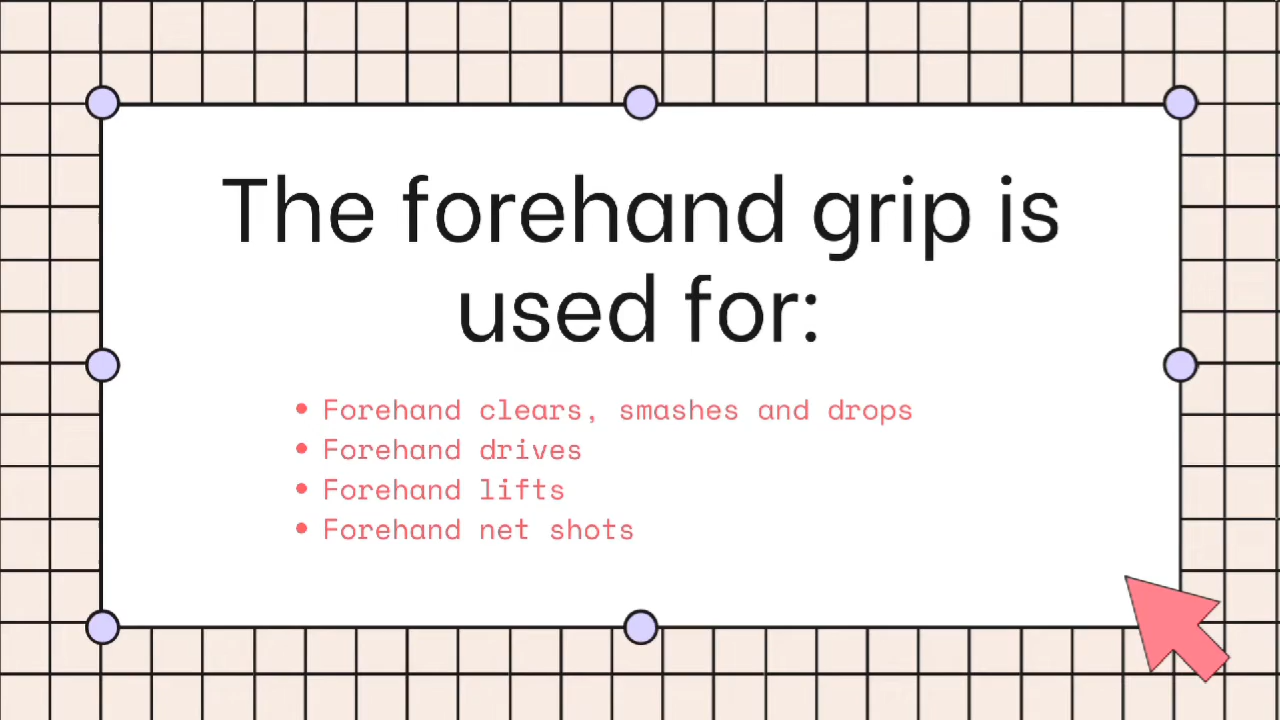 The forehand grip is
used for:
• Forehand clears, smashes and drops
• Forehand drives
• Forehand lifts
• Forehand net shots